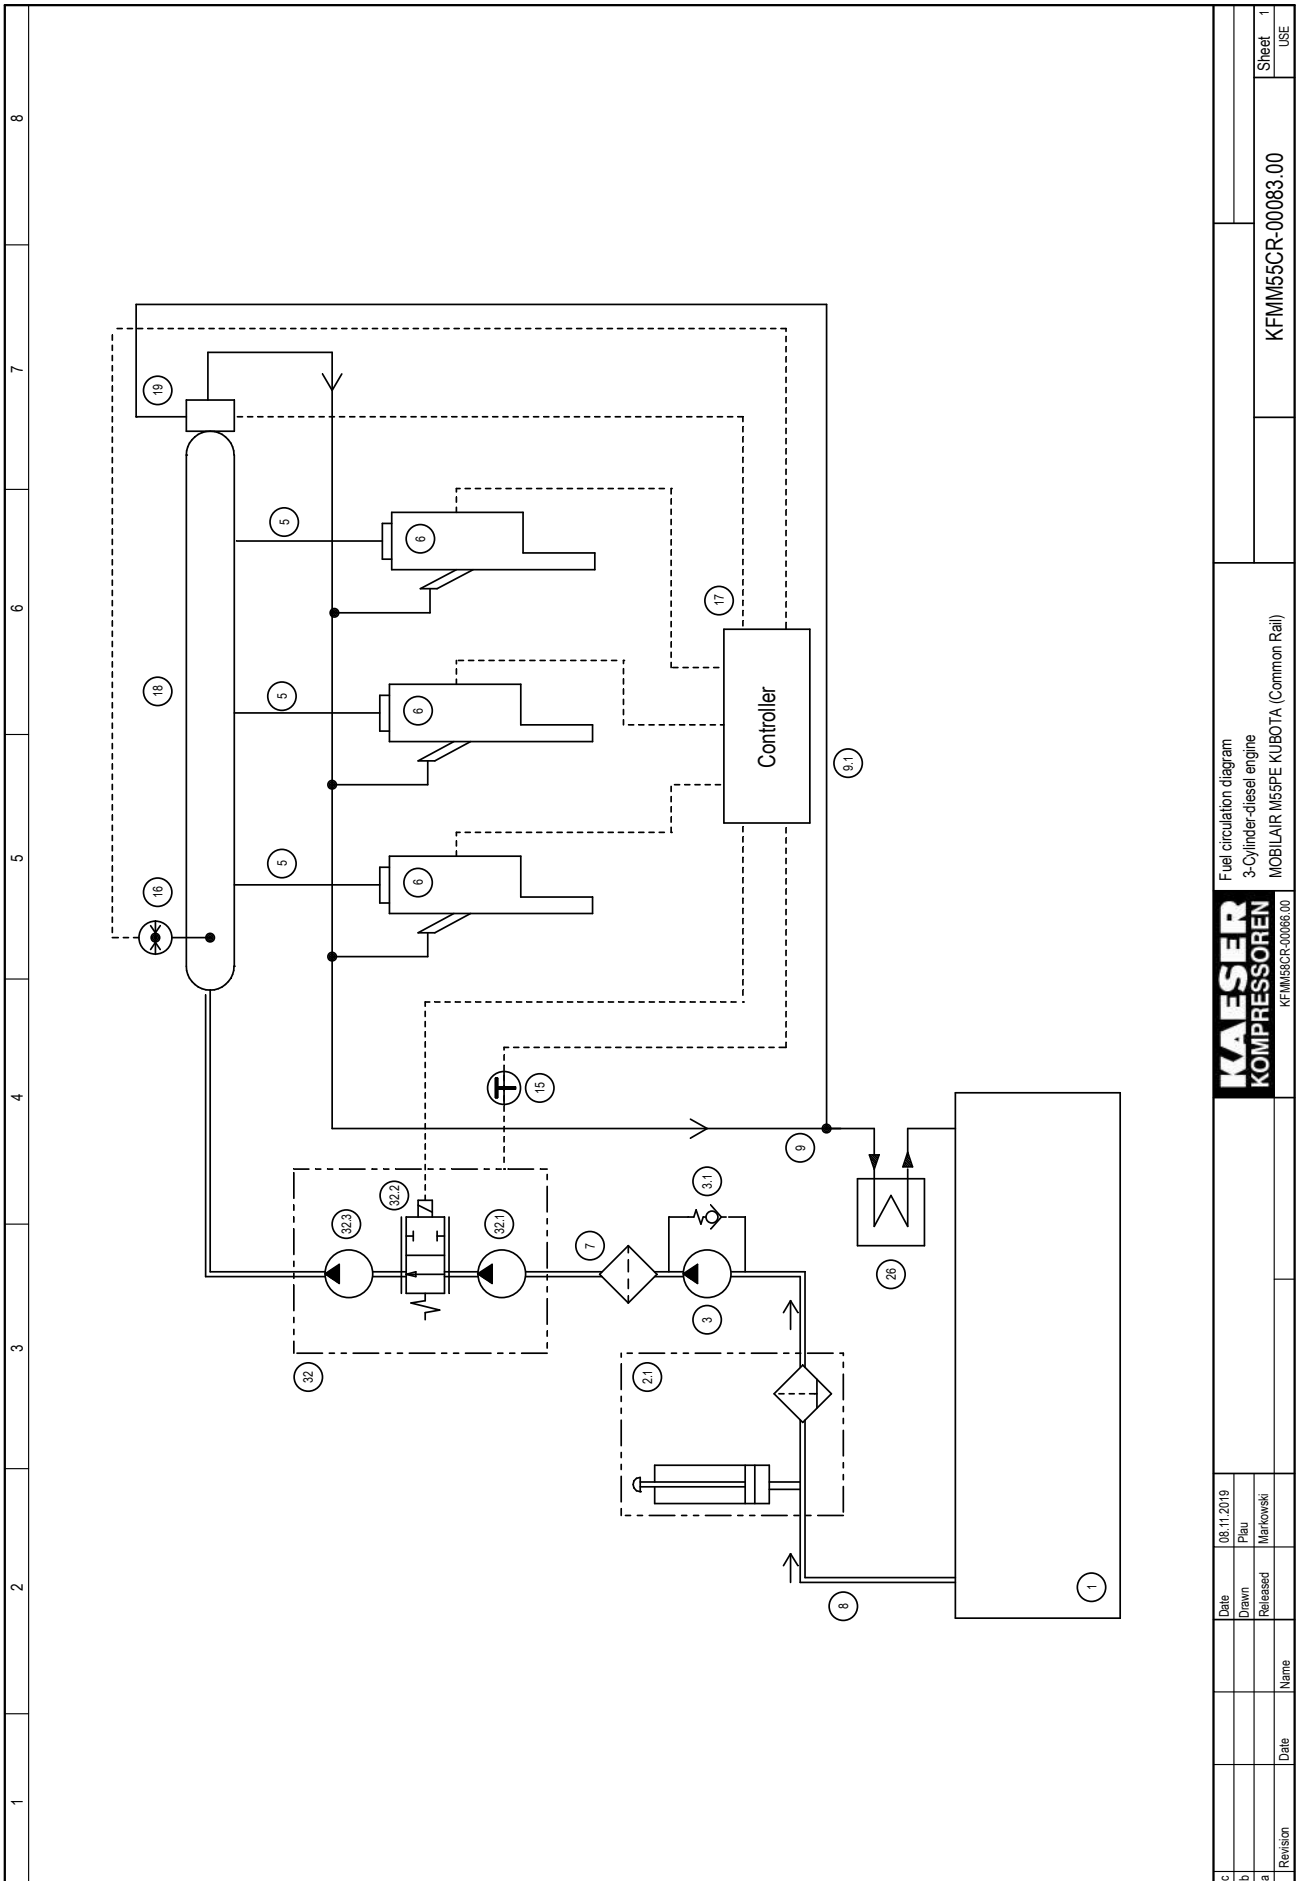 1
2
3
4
5
6
7
8
16
18
19
5
5
5
6
6
6
17
Controller
9.1
15
9
32.3
32.2
32.1
32
7
3.1
3
26
2.1
8
1
c
b
a
Revision
Date
Name
Date
08.11.2019
Drawn
Plau
Released
Markowski
KAESER
KOMPRESSOREN
KFMM58CR-00066.00
Fuel circulation diagram
3-Cylinder-diesel engine
MOBILAIR M55PE KUBOTA (Common Rail)
KFMM55CR-00083.00
Sheet 1
USE